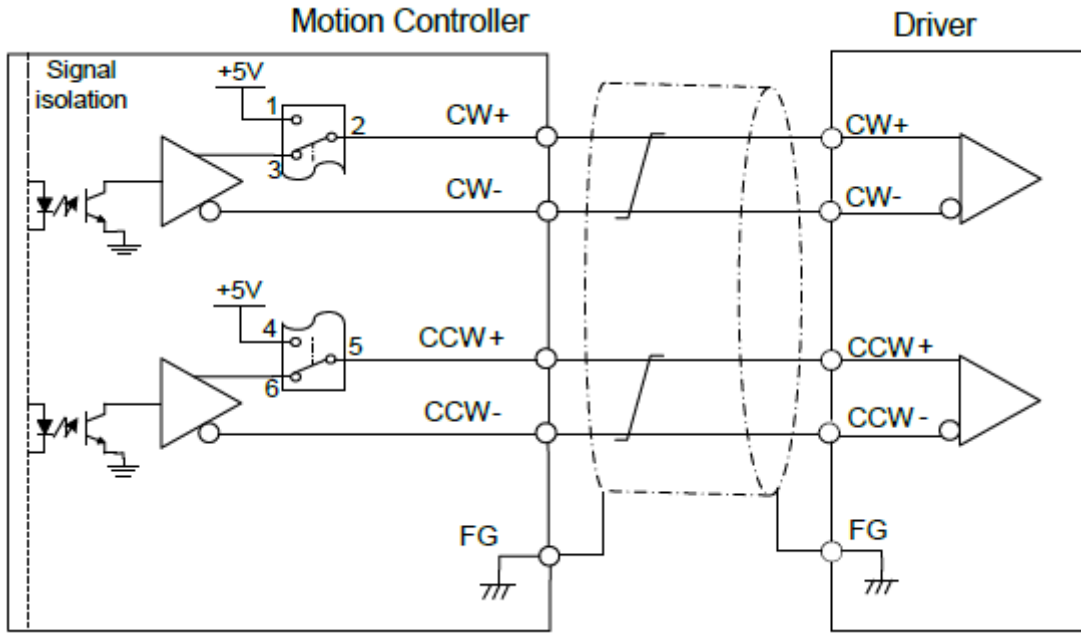 Motion Controller
Driver
Signal
isolation
+5V
1
2
3
CW+
CW-
CW+
CW-
+5V
4
5
6
CCW+
CCW-
CCW+
CCW-
FG
FG